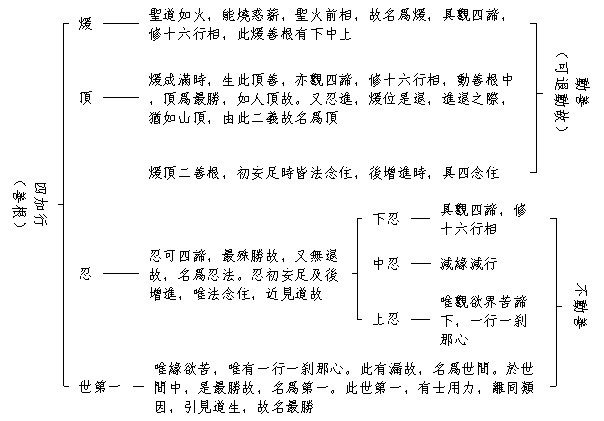 煖
聖道如火，能燒惑薪，聖火前相，故名爲煖，具觀四諦，
修十六行相，此煖善根有下中上
頂
煖成滿時，生此頂善，亦觀四諦，修十六行相，動善根中
，頂爲最勝，如人頂故。又忍進，煖位是退，進退之際，
猶如山頂，由此二義故名爲頂
煖頂二善根，初安足時皆法念住，後增進時，具四念住
動善
（可退動故）
四加行
（善根）
忍
忍可四諦，最殊勝故，又無退
故，名爲忍法。忍初安足及後
增進，唯法念住，近見道故
下忍
具觀四諦，修
十六行相
中忍
減緣減行
上忍
唯觀欲界苦諦
下，一行一剎
那心
不動善
世第一
唯緣欲苦，唯有一行一剎那心。此有漏故，名爲世間。於世
間中，是最勝故，名爲第一。此世第一，有士用力，離同類
因，引見道生，故名最勝